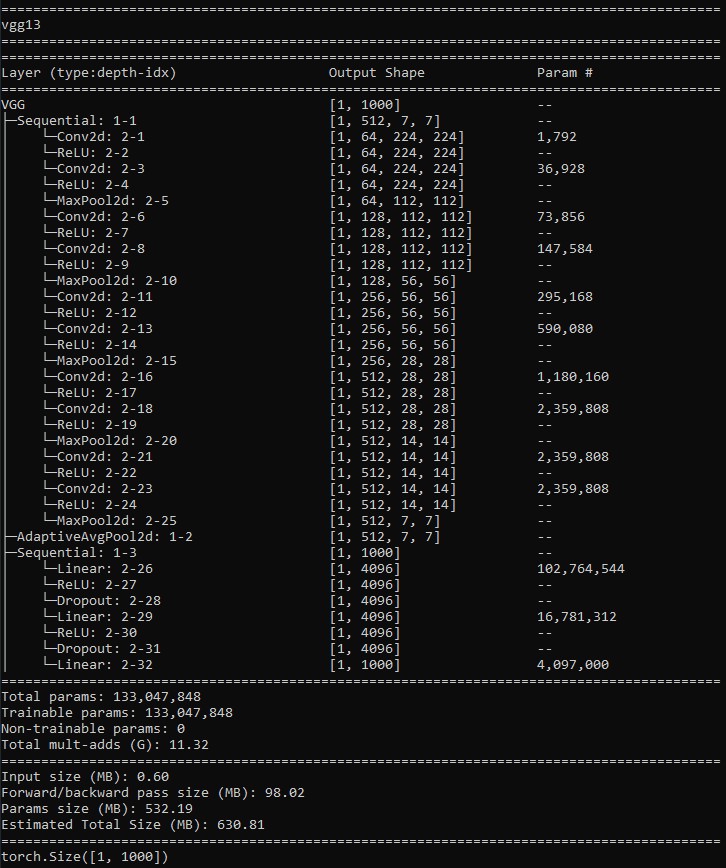 ==========================================================================================
vgg13
==========================================================================================
==========================================================================================
Layer (type:depth-idx)                   Output Shape              Param #
==========================================================================================
VGG                                      [1, 1000]                 --
├─Sequential: 1-1                        [1, 512, 7, 7]            --
│    └─Conv2d: 2-1                       [1, 64, 224, 224]         1,792
│    └─ReLU: 2-2                         [1, 64, 224, 224]         --
│    └─Conv2d: 2-3                       [1, 64, 224, 224]         36,928
│    └─ReLU: 2-4                         [1, 64, 224, 224]         --
│    └─MaxPool2d: 2-5                    [1, 64, 112, 112]         --
│    └─Conv2d: 2-6                       [1, 128, 112, 112]        73,856
│    └─ReLU: 2-7                         [1, 128, 112, 112]        --
│    └─Conv2d: 2-8                       [1, 128, 112, 112]        147,584
│    └─ReLU: 2-9                         [1, 128, 112, 112]        --
│    └─MaxPool2d: 2-10                   [1, 128, 56, 56]          --
│    └─Conv2d: 2-11                      [1, 256, 56, 56]          295,168
│    └─ReLU: 2-12                        [1, 256, 56, 56]          --
│    └─Conv2d: 2-13                      [1, 256, 56, 56]          590,080
│    └─ReLU: 2-14                        [1, 256, 56, 56]          --
│    └─MaxPool2d: 2-15                   [1, 256, 28, 28]          --
│    └─Conv2d: 2-16                      [1, 512, 28, 28]          1,180,160
│    └─ReLU: 2-17                        [1, 512, 28, 28]          --
│    └─Conv2d: 2-18                      [1, 512, 28, 28]          2,359,808
│    └─ReLU: 2-19                        [1, 512, 28, 28]          --
│    └─MaxPool2d: 2-20                   [1, 512, 14, 14]          --
│    └─Conv2d: 2-21                      [1, 512, 14, 14]          2,359,808
│    └─ReLU: 2-22                        [1, 512, 14, 14]          --
│    └─Conv2d: 2-23                      [1, 512, 14, 14]          2,359,808
│    └─ReLU: 2-24                        [1, 512, 14, 14]          --
│    └─MaxPool2d: 2-25                   [1, 512, 7, 7]            --
├─AdaptiveAvgPool2d: 1-2                 [1, 512, 7, 7]            --
├─Sequential: 1-3                        [1, 1000]                 --
│    └─Linear: 2-26                      [1, 4096]                 102,764,544
│    └─ReLU: 2-27                        [1, 4096]                 --
│    └─Dropout: 2-28                     [1, 4096]                 --
│    └─Linear: 2-29                      [1, 4096]                 16,781,312
│    └─ReLU: 2-30                        [1, 4096]                 --
│    └─Dropout: 2-31                     [1, 4096]                 --
│    └─Linear: 2-32                      [1, 1000]                 4,097,000
==========================================================================================
Total params: 133,047,848
Trainable params: 133,047,848
Non-trainable params: 0
Total mult-adds (G): 11.32
==========================================================================================
Input size (MB): 0.60
Forward/backward pass size (MB): 98.02
Params size (MB): 532.19
Estimated Total Size (MB): 630.81
==========================================================================================
torch.Size([1, 1000])